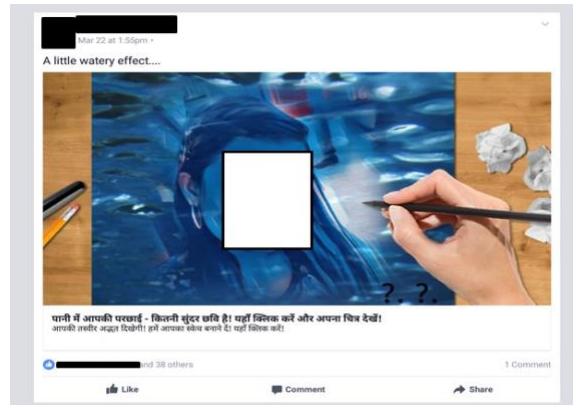 Mar 22 at 1:55pm •
A little watery effect....
?. ?.
पानी में आपकी परछाई - कितनी सुंदर छवि है! यहाँ क्लिक करें और अपना चित्र देखें!
आपकी तस्वीर अद्भुत दिखेगी! हमें आपका स्केच बनाने दें! यहाँ क्लिक करें!
and 38 others
1 Comment
Like
Comment
Share